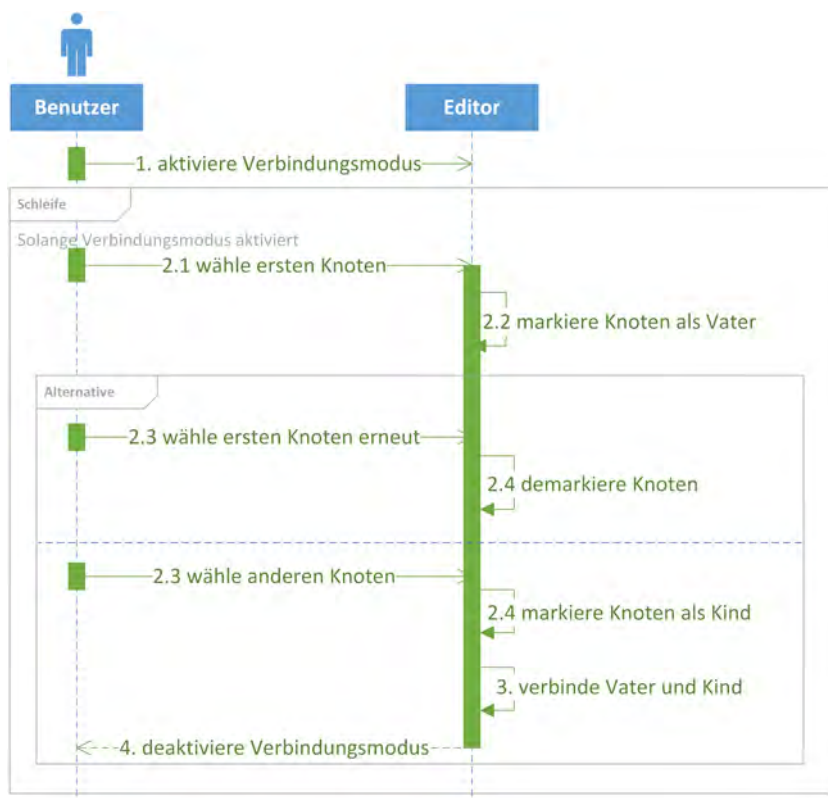 Benutzer
Editor
1. aktiviere Verbindungsmodus
Schleife
Solange Verbindungsmodus aktiviert
2.1 wähle ersten Knoten
2.2 markiere Knoten als Vater
Alternative
2.3 wähle ersten Knoten erneut
2.4 demarkiere Knoten
2.3 wähle anderen Knoten
2.4 markiere Knoten als Kind
3. verbinde Vater und Kind
4. deaktiviere Verbindungsmodus